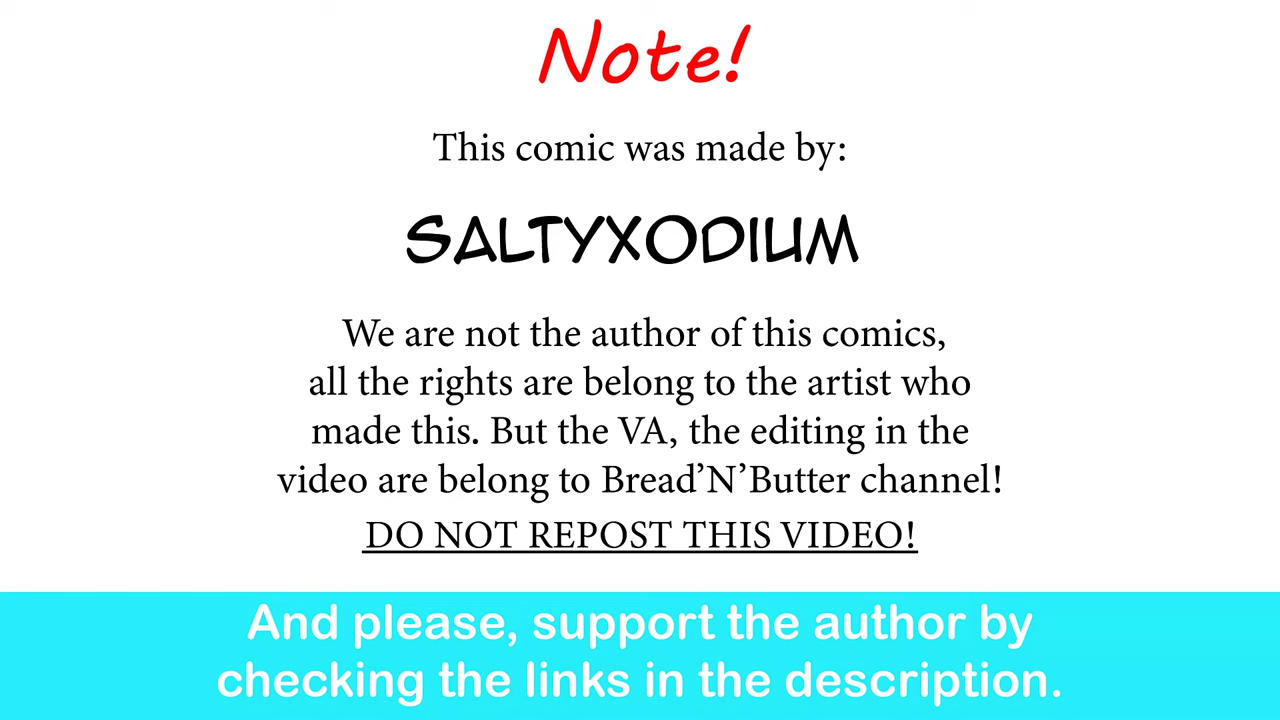 Note!
This comic was made by:
SALTYXODIUM
We are not the author of this comics,
all the rights are belong to the artist who
made this. But the VA, the editing in the
video are belong to Bread’N’Butter channel!
DO NOT REPOST THIS VIDEO!
And please, support the author by
checking the links in the description.